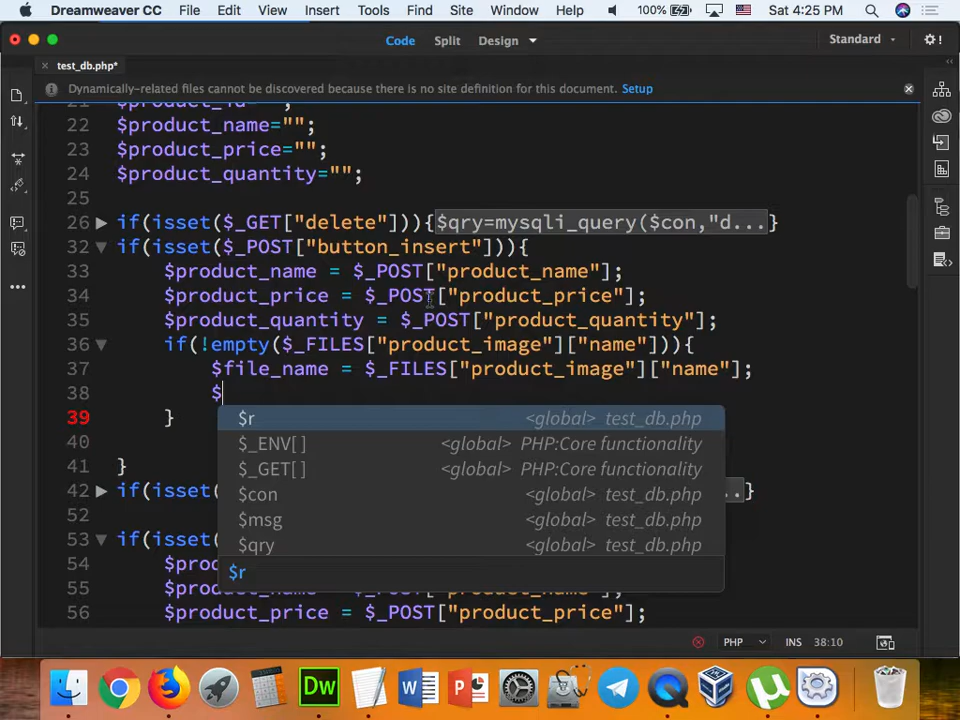 Dreamweaver CC File Edit View Insert Tools Find Site Window Help 100% Sat 4:25 PM
Code Split Design Standard
test_db.php*
Dynamically-related files cannot be discovered because there is no site definition for this document. Setup
21 $product_id="";
22 $product_name="";
23 $product_price="";
24 $product_quantity="";
25
26 if(isset($_GET["delete"])){$qry=mysqli_query($con,"d...}
32 if(isset($_POST["button_insert"])){
33 $product_name = $_POST["product_name"];
34 $product_price = $_POST["product_price"];
35 $product_quantity = $_POST["product_quantity"];
36 if(!empty($_FILES["product_image"]["name"])){
37 $file_name = $_FILES["product_image"]["name"];
38 $
39 }
$r <global> test_db.php
40
$_ENV[] <global> PHP:Core functionality
41 }
$_GET[] <global> PHP:Core functionality
42 if(isset( ..}
$con <global> test_db.php
52
$msg <global> test_db.php
53 if(isset(
$qry <global> test_db.php
54 $prod
$r
55
56 $product_price = $_POST["product_price"];
PHP INS 38:10
Dw